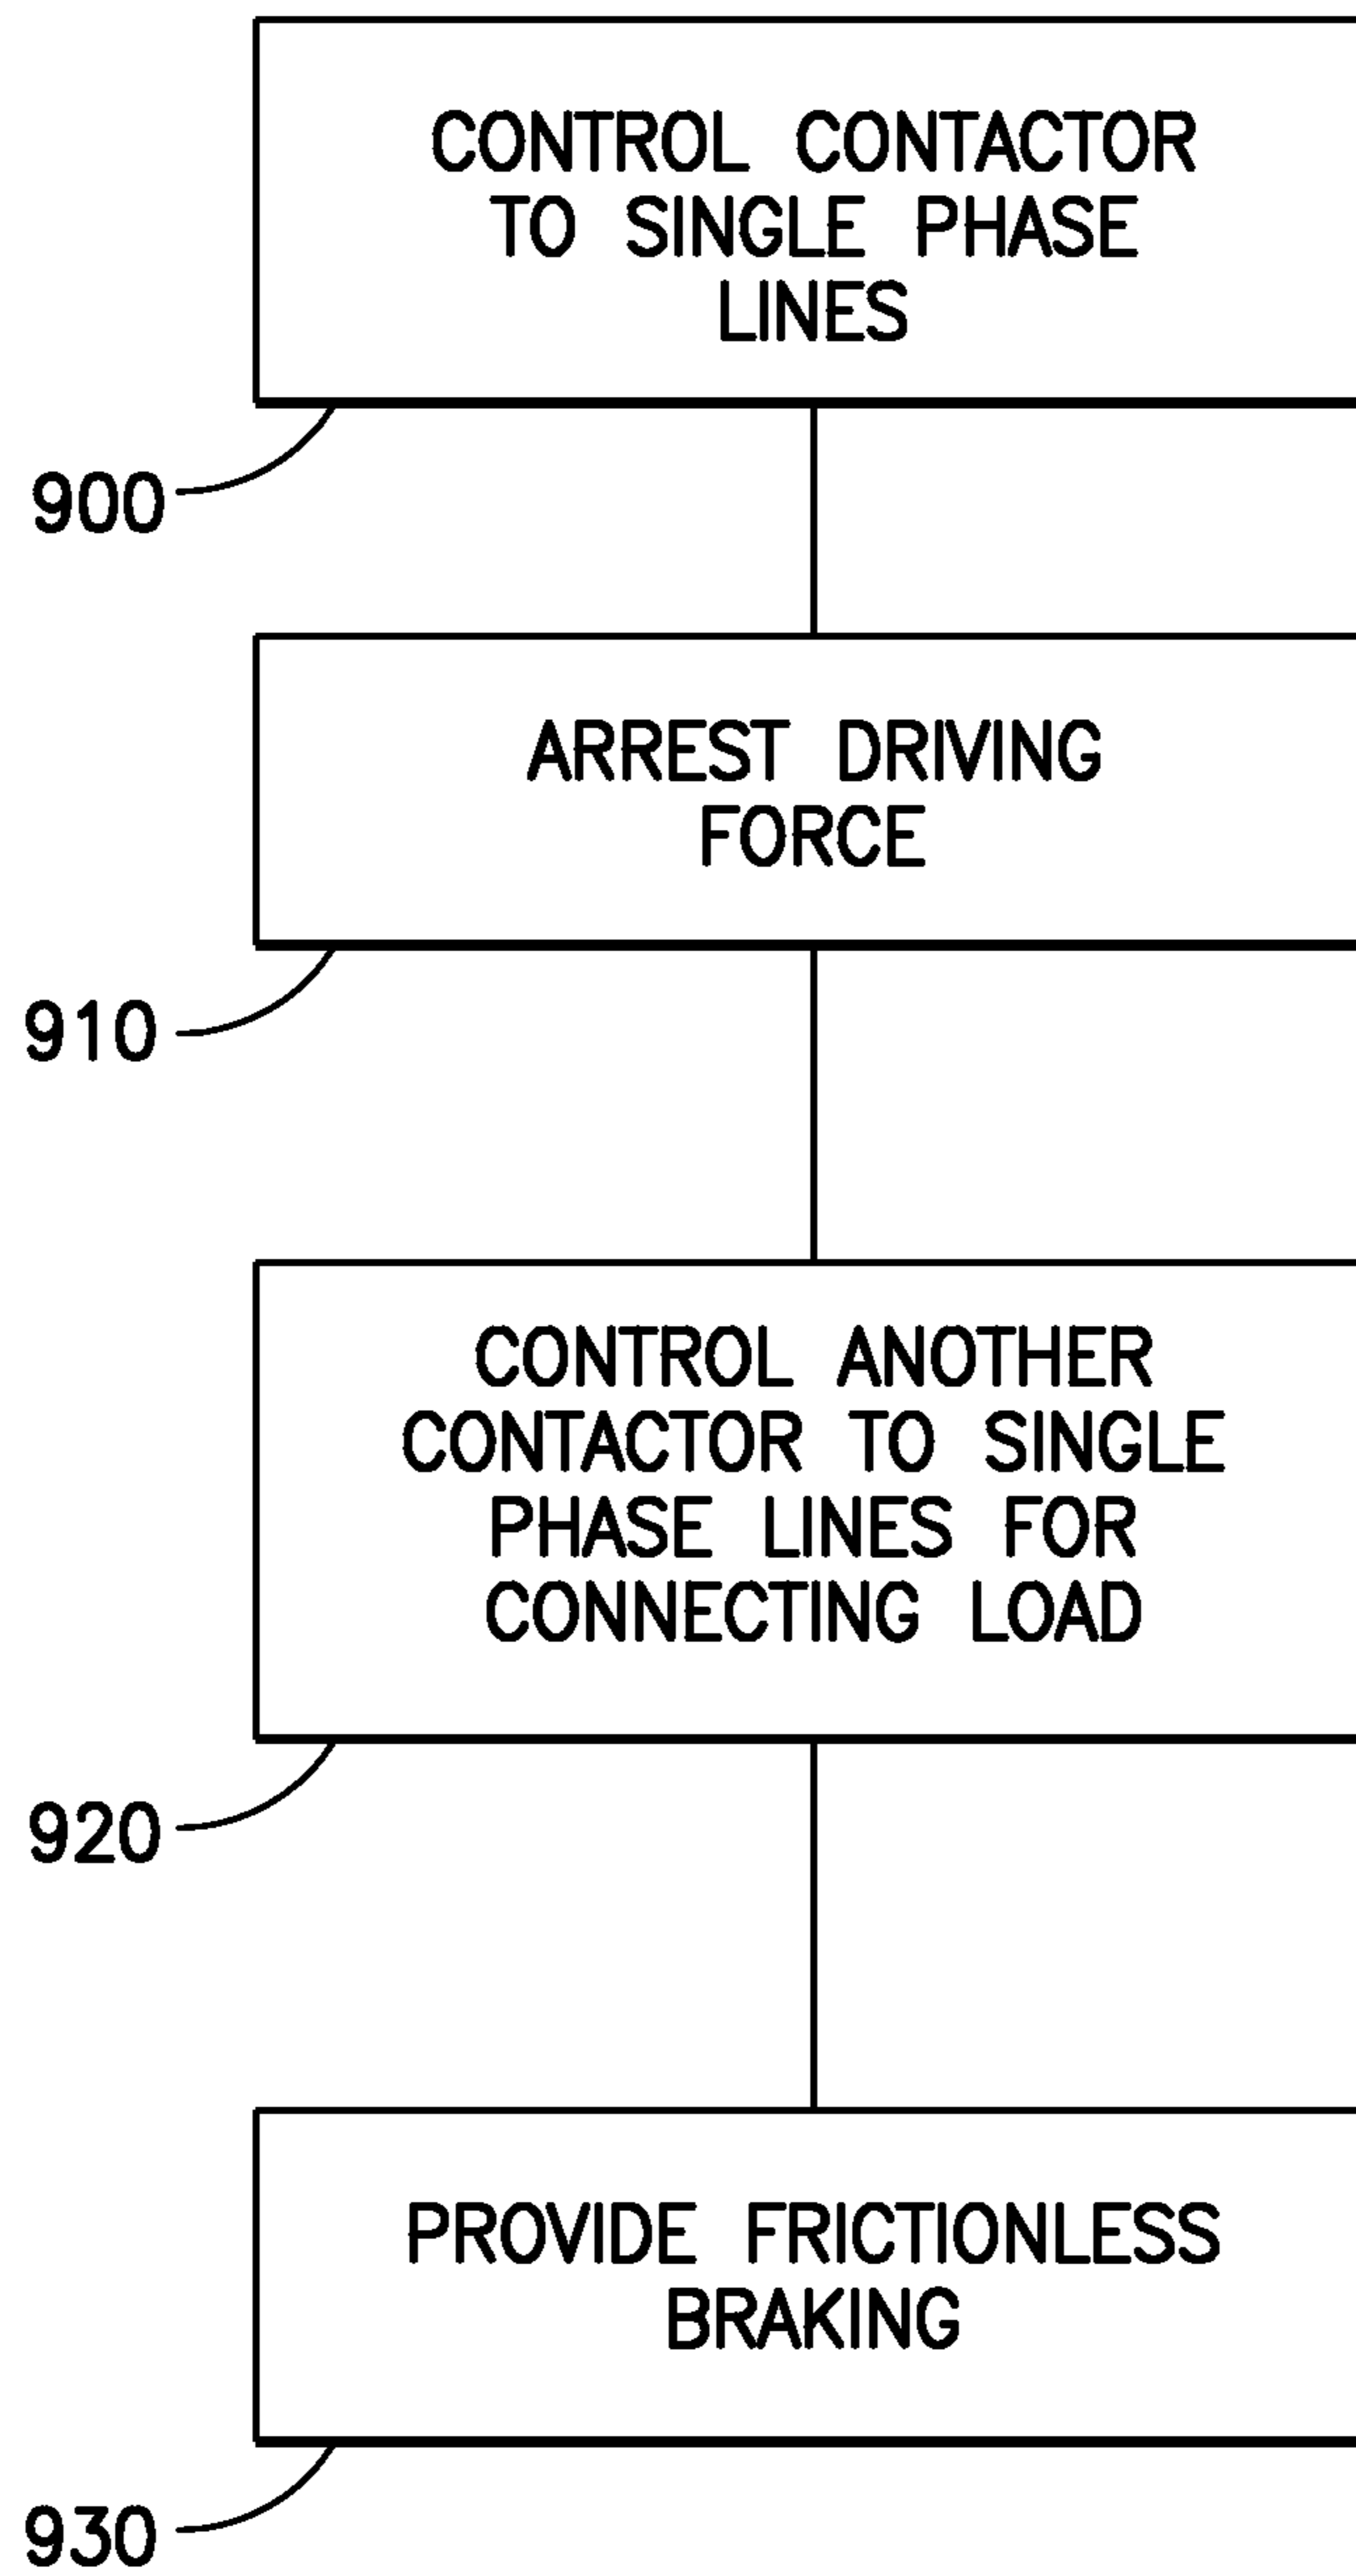 CONTROL CONTACTOR
TO SINGLE PHASE
LINES
900
ARREST DRIVING
FORCE
910
CONTROL ANOTHER
CONTACTOR TO SINGLE
PHASE LINES FOR
CONNECTING LOAD
920
PROVIDE FRICTIONLESS
BRAKING
930